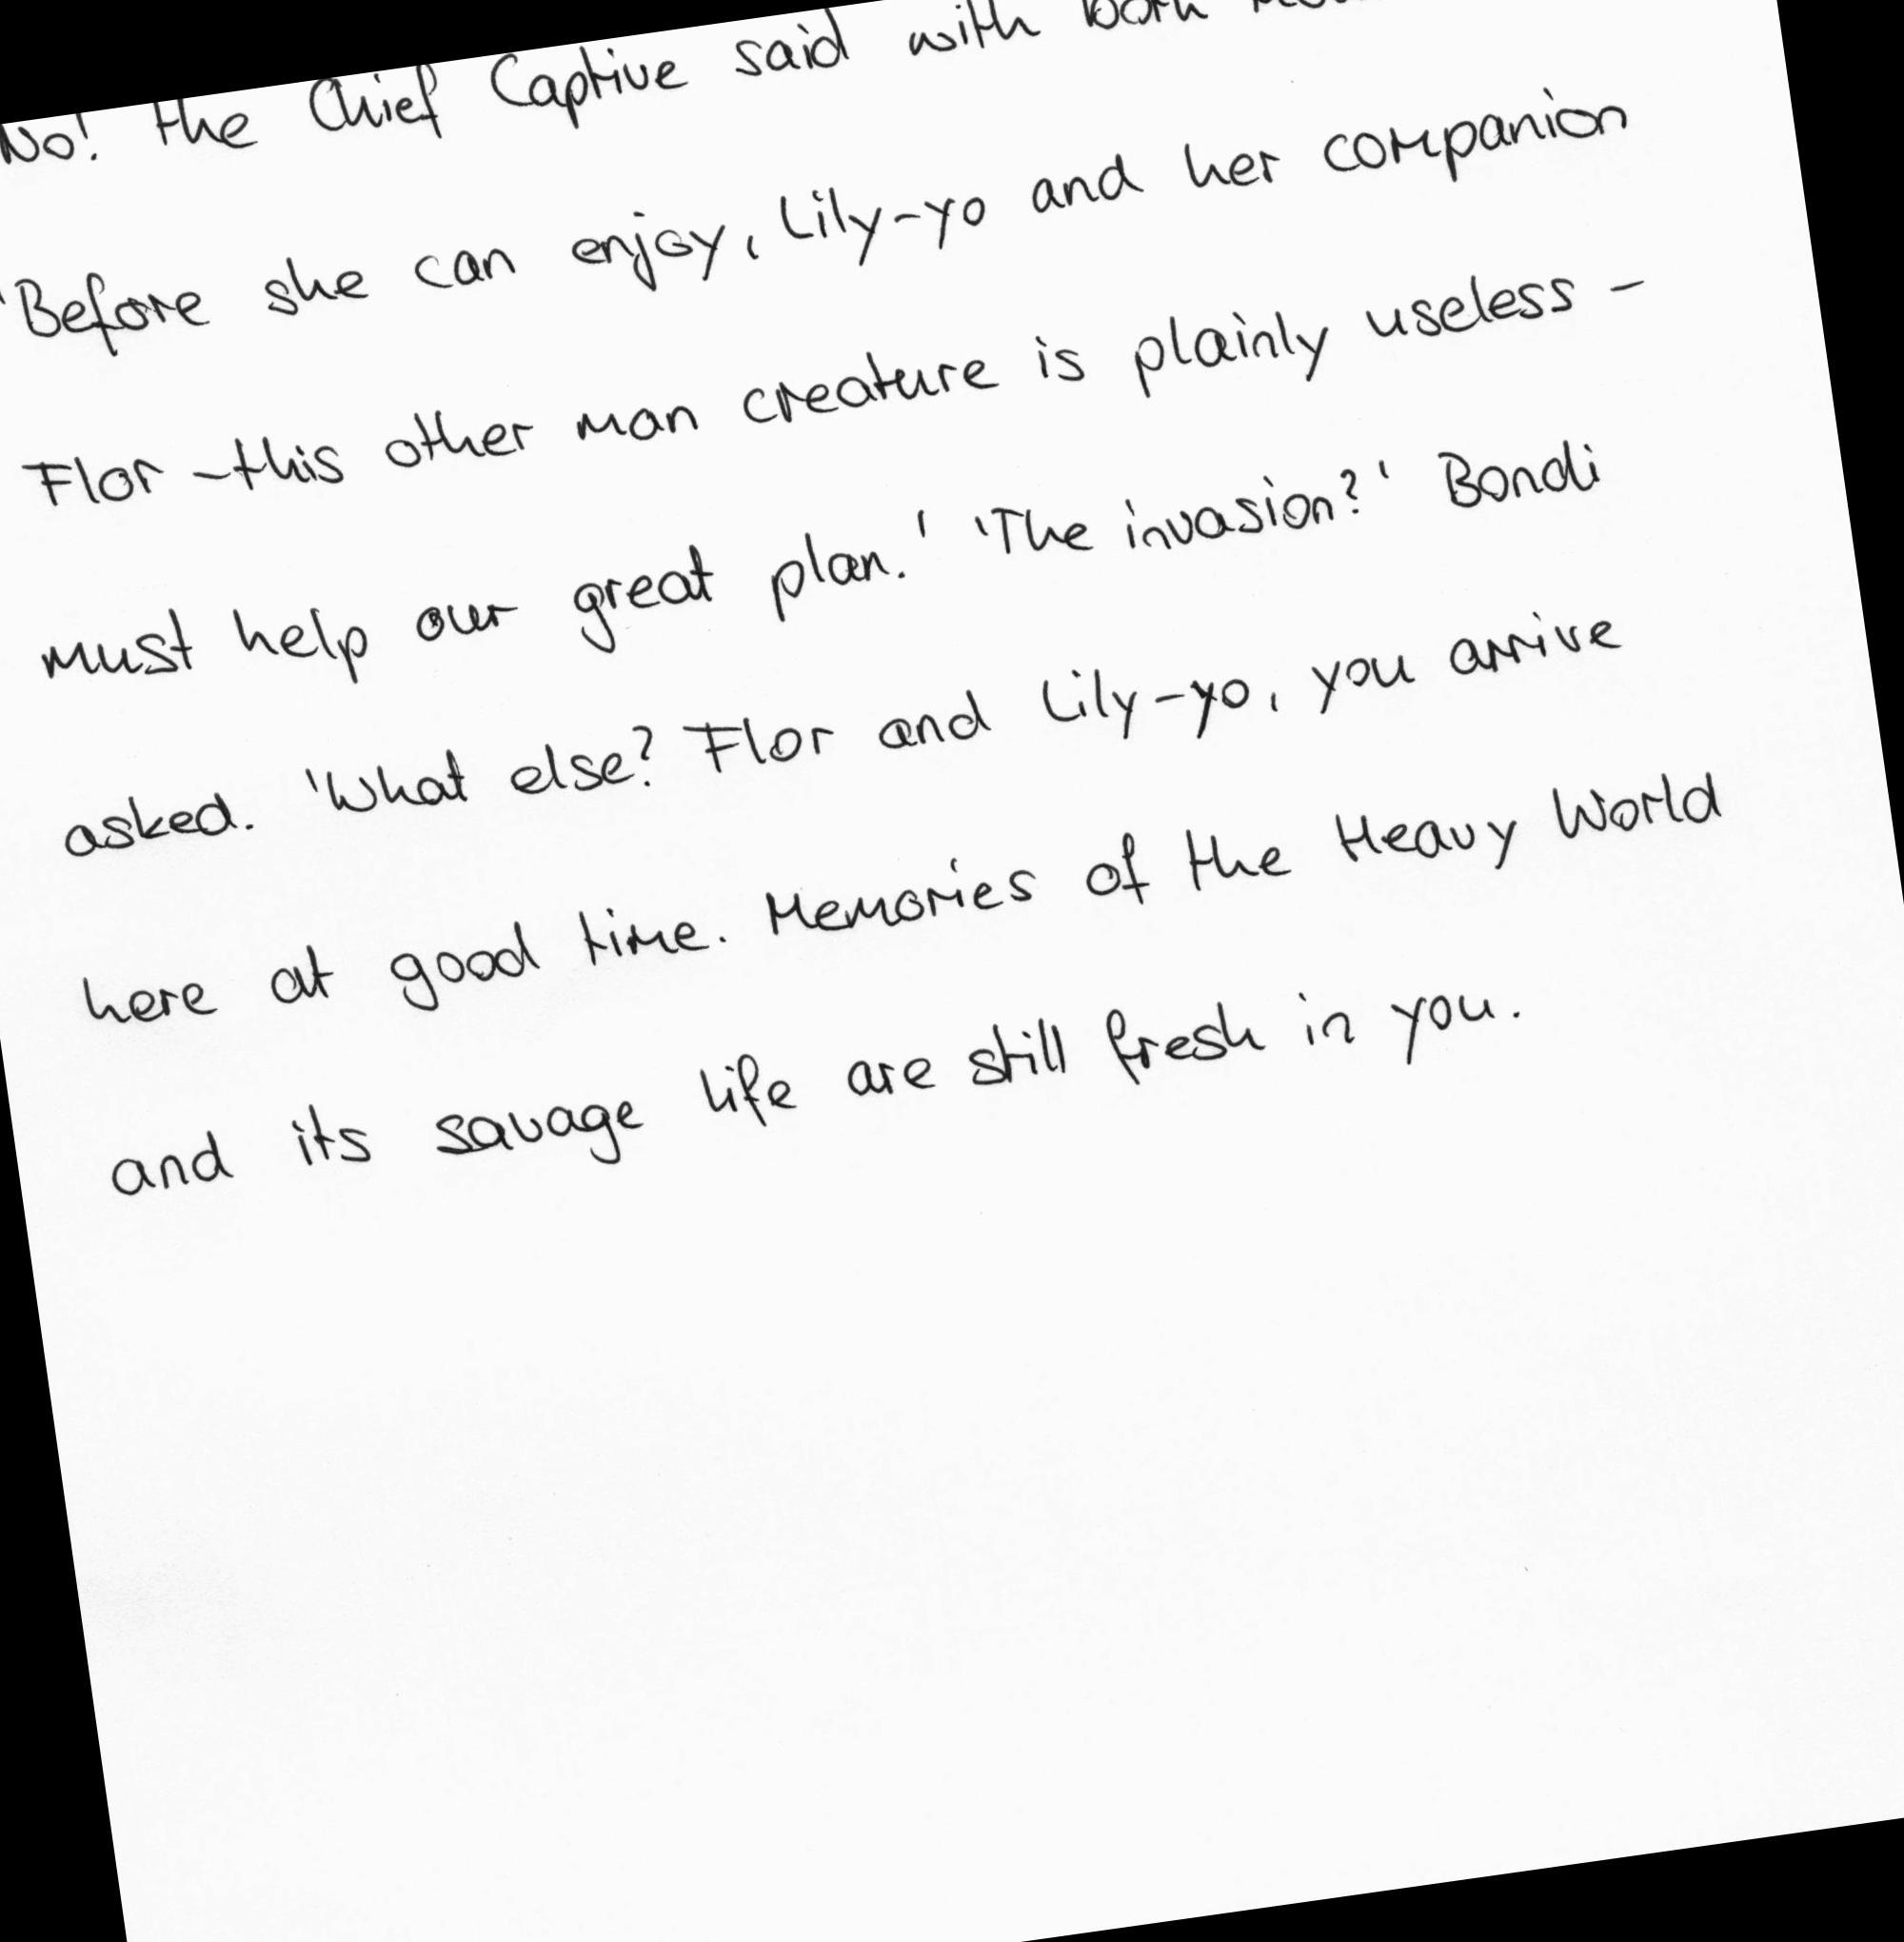 No! the Chief Captive said with both
'Before she can enjoy, Lily-yo and her companion
Flor - this other man creature is plainly useless -
must help our great plan.' 'The invasion?' Bondi
asked. 'What else? Flor and Lily-yo, you arrive
here at good time. Memories of the Heavy World
and its savage life are still fresh in you.